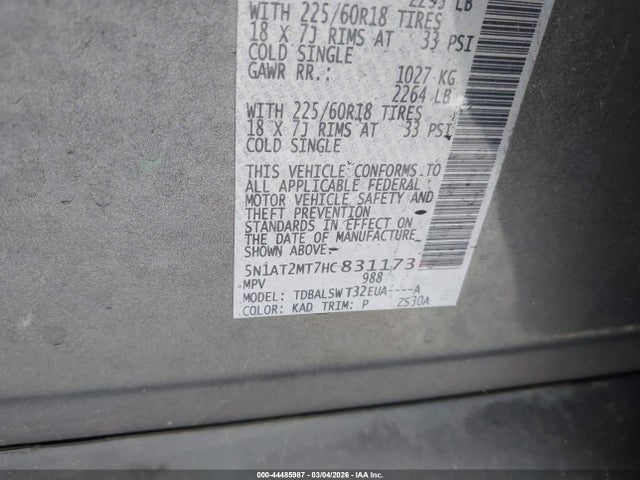 2295 LB
WITH 225/60R18 TIRES
18 X 7J RIMS AT 33 PSI
COLD SINGLE
GAWR RR.: 1027 KG
2264 LB
WITH 225/60R18 TIRES
18 X 7J RIMS AT 33 PSI
COLD SINGLE
THIS VEHICLE CONFORMS TO
ALL APPLICABLE FEDERAL
MOTOR VEHICLE SAFETY AND
THEFT PREVENTION
STANDARDS IN EFFECT ON
THE DATE OF MANUFACTURE
SHOWN ABOVE.
5N1AT2MT7HC831173
MPV 988
MODEL: TDBALSWT32EUA----A
COLOR: KAD TRIM: P ZS30A
000-44485987 - 03/04/2026 - IAA Inc.